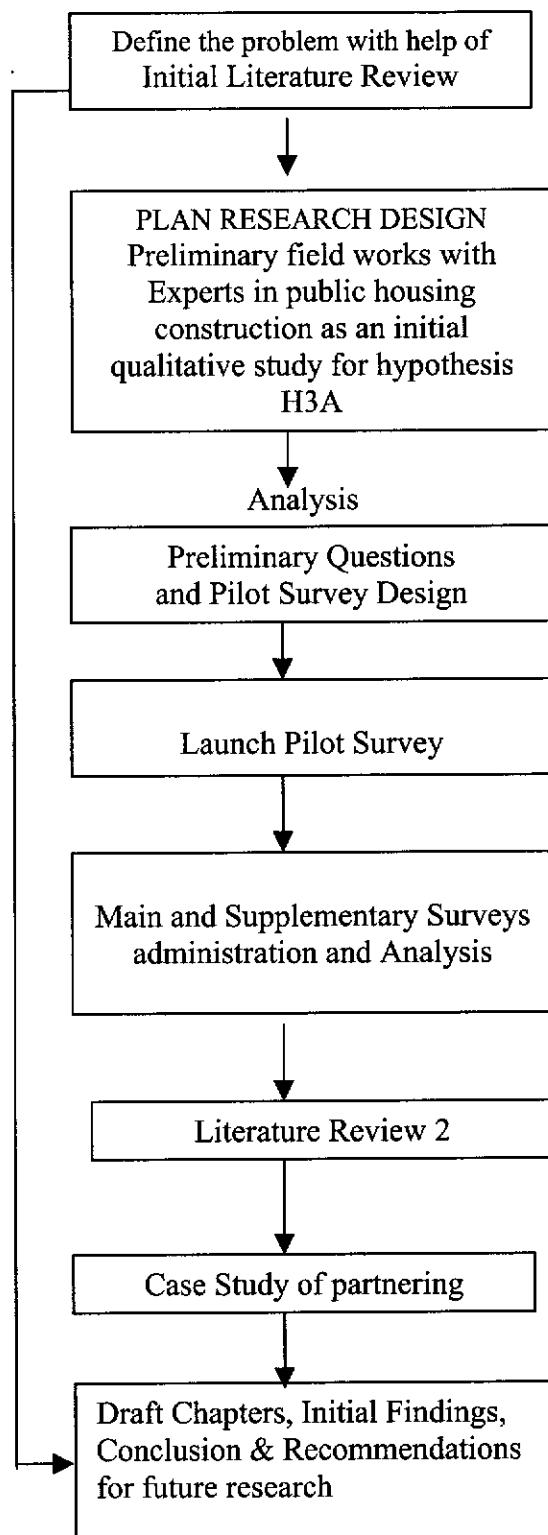 Define the problem with help of
Initial Literature Review
PLAN RESEARCH DESIGN
Preliminary field works with
Experts in public housing
construction as an initial
qualitative study for hypothesis
H3A
Analysis
Preliminary Questions
and Pilot Survey Design
Launch Pilot Survey
Main and Supplementary Surveys
administration and Analysis
Literature Review 2
Case Study of partnering
Draft Chapters, Initial Findings,
Conclusion & Recommendations
for future research